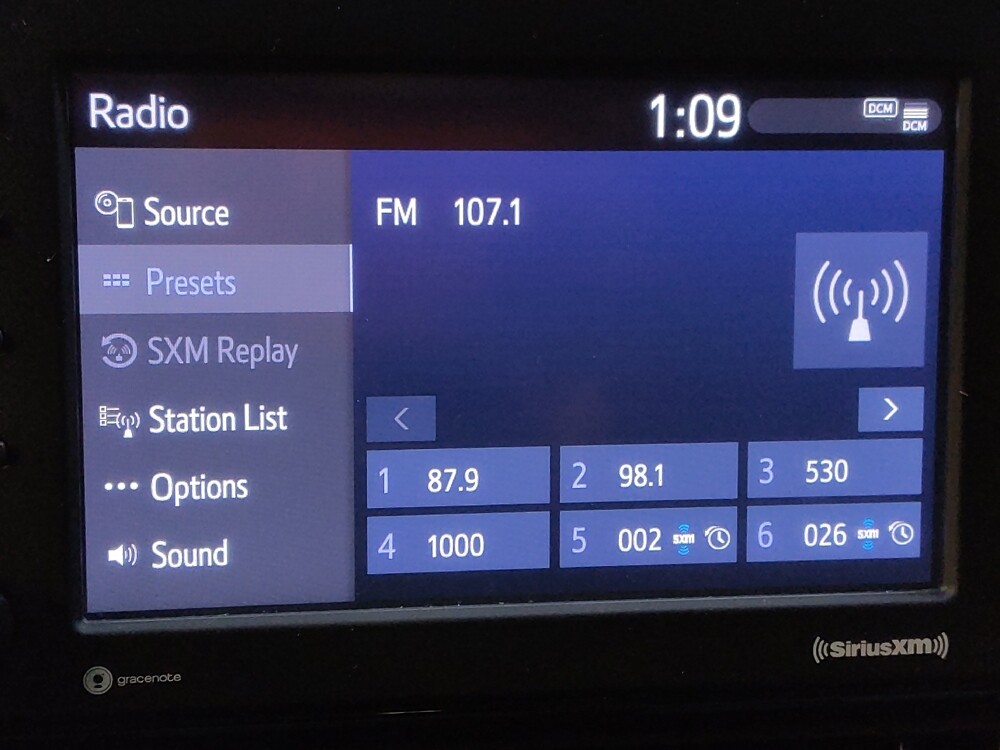 Radio 1:09 DCM DCM
Source
FM 107.1
Presets
SXM Replay
Station List
Options
Sound
1 87.9 2 98.1 3 530
4 1000 5 002 sxm 6 026 sxm
SiriusXM
gracenote